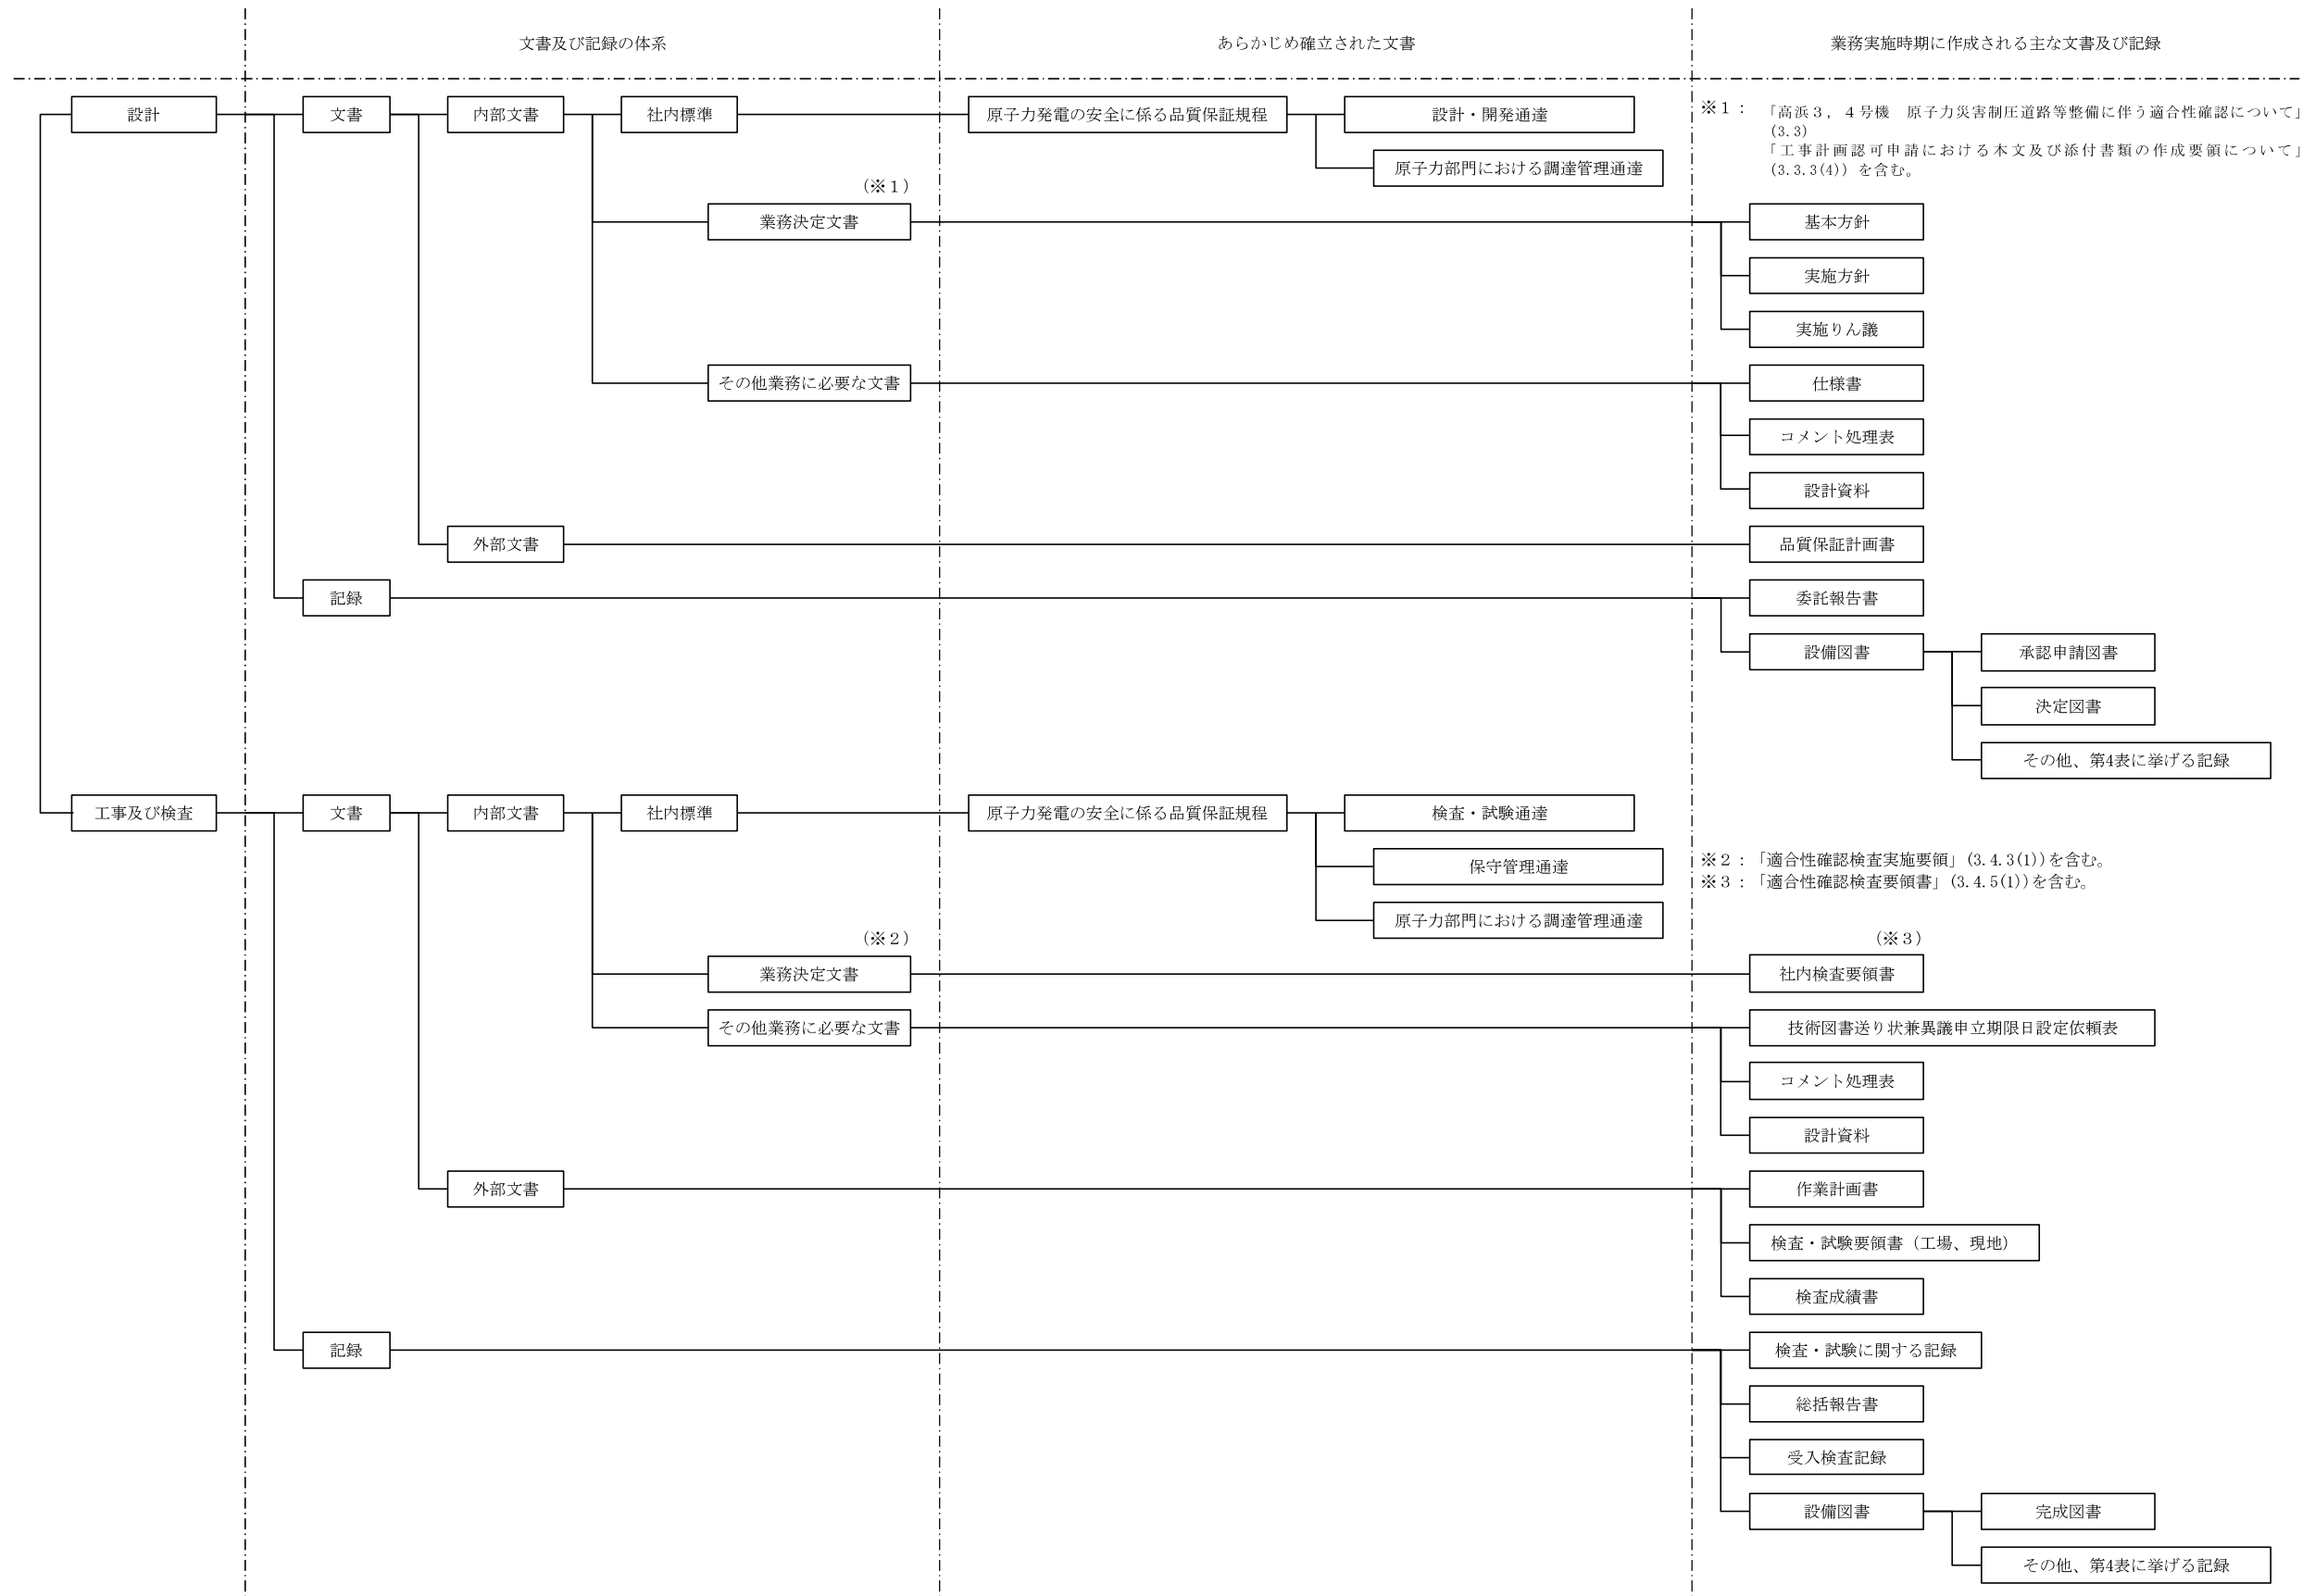 文書及び記録の体系
あらかじめ確立された文書
業務実施時期に作成される主な文書及び記録
設計
文書
内部文書
社内標準
原子力発電の安全に係る品質保証規程
設計・開発通達
原子力部門における調達管理通達
※１：「高浜３，４号機　原子力災害制圧道路等整備に伴う適合性確認について」
(3.3)
「工事計画認可申請における本文及び添付書類の作成要領について」
(3.3.3(4)) を含む。
（※１）
業務決定文書
基本方針
実施方針
実施りん議
その他業務に必要な文書
仕様書
コメント処理表
設計資料
外部文書
品質保証計画書
記録
委託報告書
設備図書
承認申請図書
決定図書
その他、第4表に挙げる記録
工事及び検査
文書
内部文書
社内標準
原子力発電の安全に係る品質保証規程
検査・試験通達
保守管理通達
原子力部門における調達管理通達
※２：「適合性確認検査実施要領」(3.4.3(1))を含む。
※３：「適合性確認検査要領書」(3.4.5(1))を含む。
（※２）
（※３）
業務決定文書
社内検査要領書
その他業務に必要な文書
技術図書送り状兼異議申立期限日設定依頼表
コメント処理表
設計資料
外部文書
作業計画書
検査・試験要領書（工場、現地）
検査成績書
記録
検査・試験に関する記録
総括報告書
受入検査記録
設備図書
完成図書
その他、第4表に挙げる記録